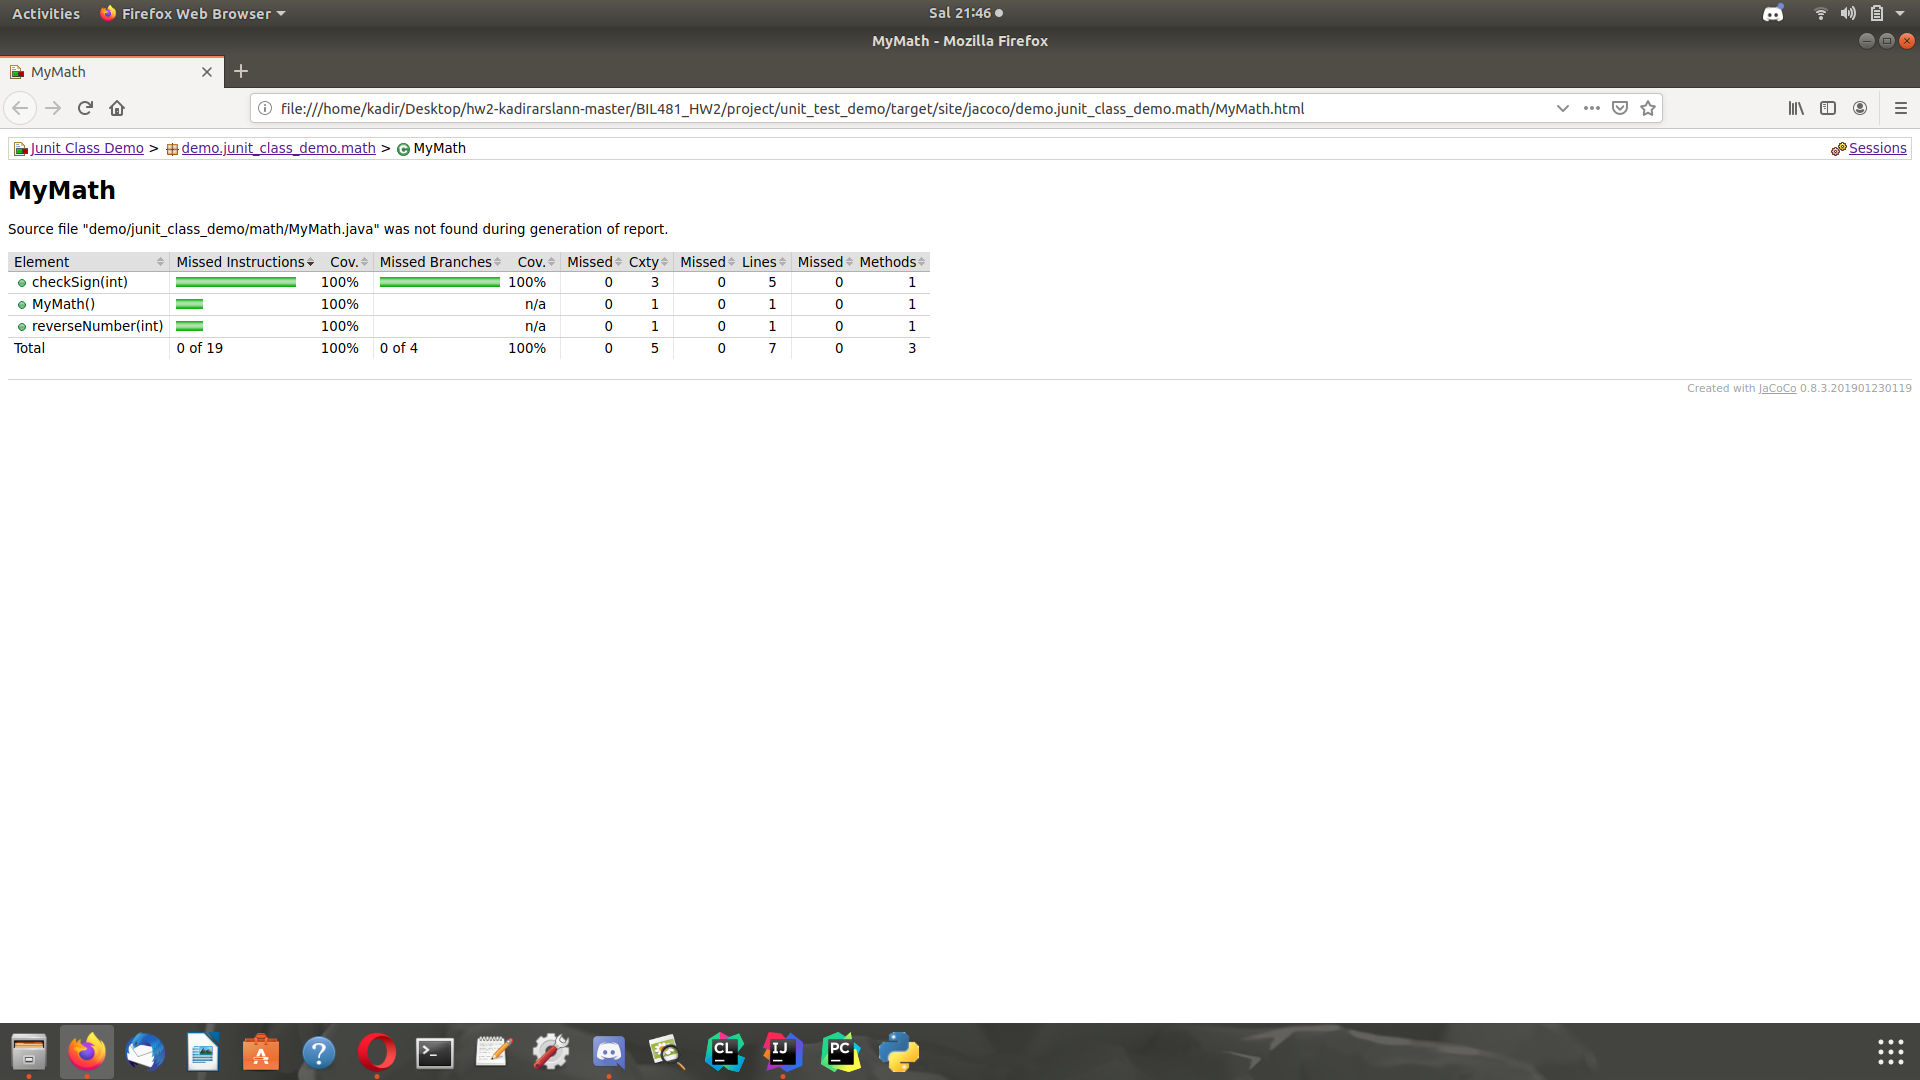 Activities Firefox Web Browser Sal 21:46
MyMath - Mozilla Firefox
MyMath
file:///home/kadir/Desktop/hw2-kadirarslann-master/BIL481_HW2/project/unit_test_demo/target/site/jacoco/demo.junit_class_demo.math/MyMath.html
Junit Class Demo > demo.junit_class_demo.math > C MyMath Sessions
MyMath
Source file "demo/junit_class_demo/math/MyMath.java" was not found during generation of report.
Element Missed Instructions Cov. Missed Branches Cov. Missed Cxty Missed Lines Missed Methods
checkSign(int) 100% 100% 0 3 0 5 0 1
MyMath() 100% n/a 0 1 0 1 0 1
reverseNumber(int) 100% n/a 0 1 0 1 0 1
Total 0 of 19 100% 0 of 4 100% 0 5 0 7 0 3
Created with JaCoCo 0.8.3.201901230119
CL IJ PC